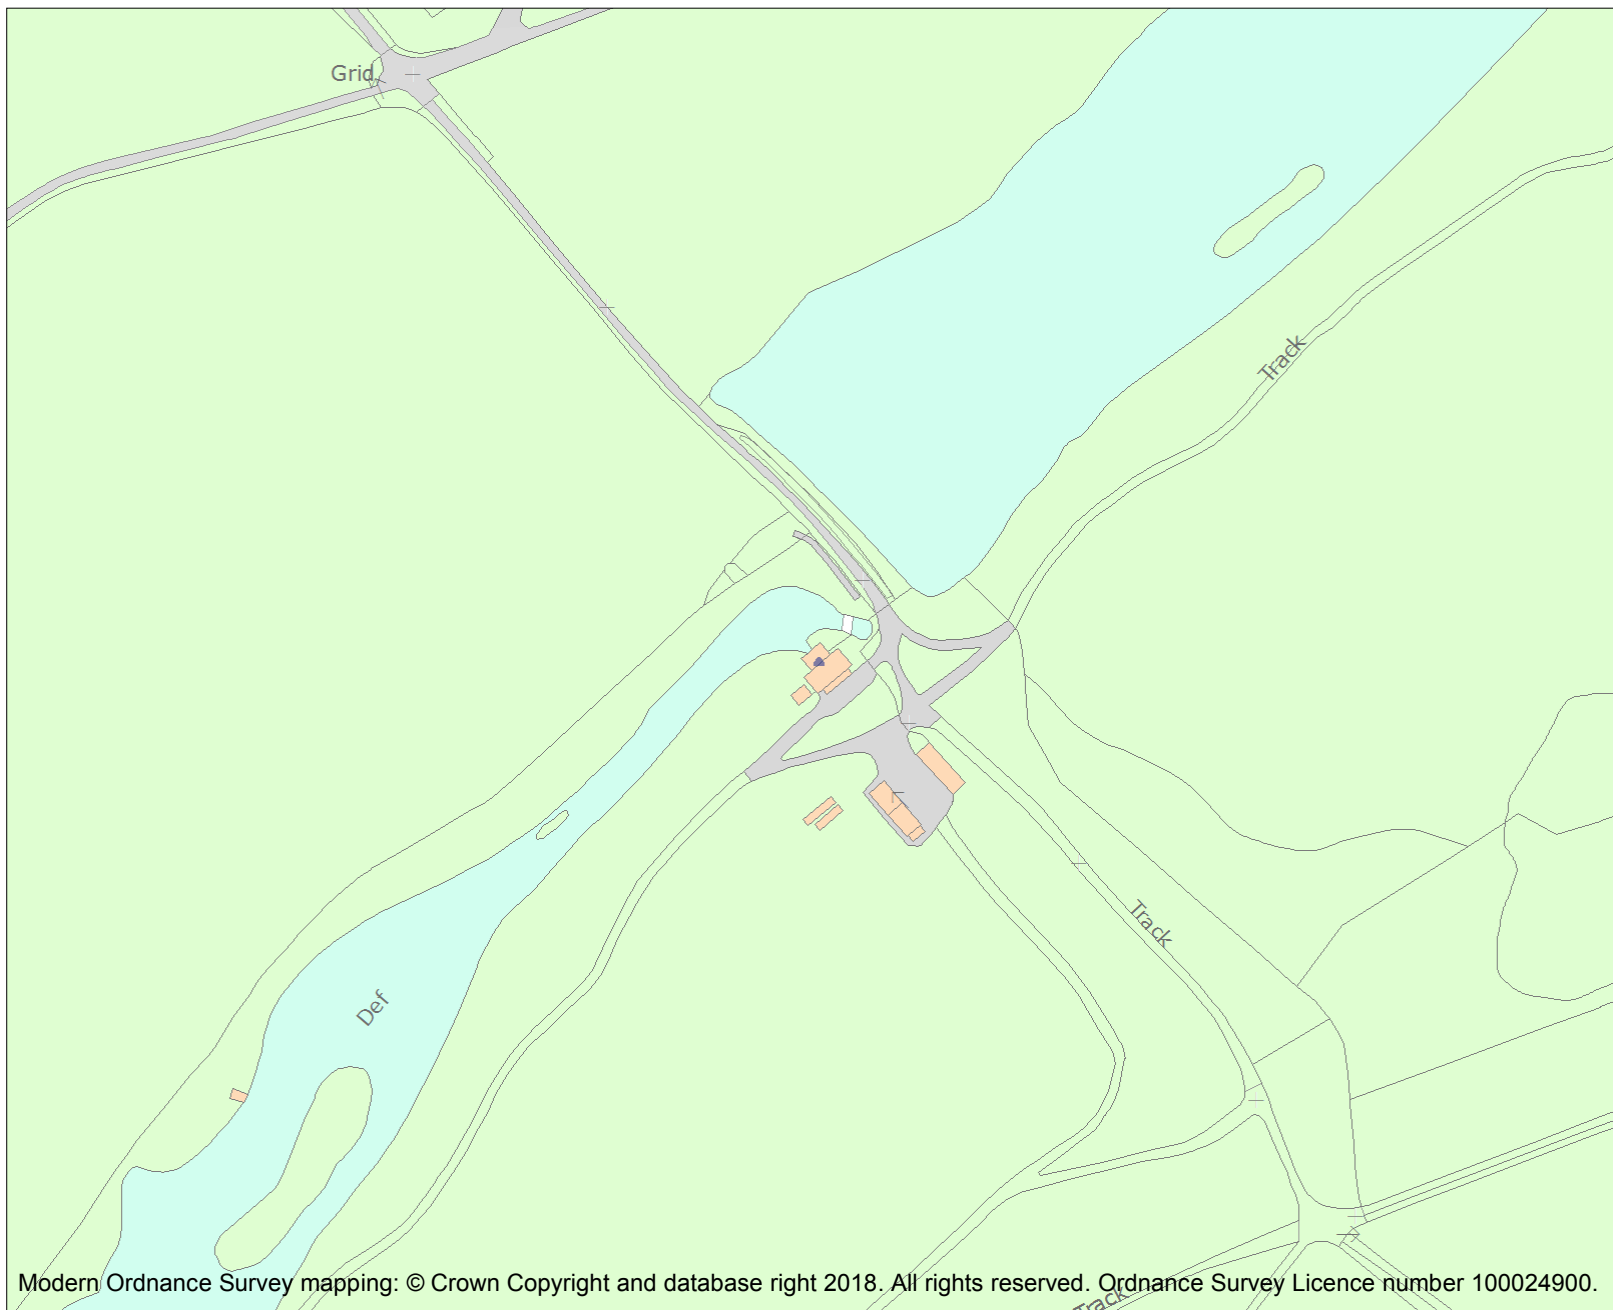 Grid
Track
Track
Def
Track
Modern Ordnance Survey mapping: © Crown Copyright and database right 2018. All rights reserved. Ordnance Survey Licence number 100024900.